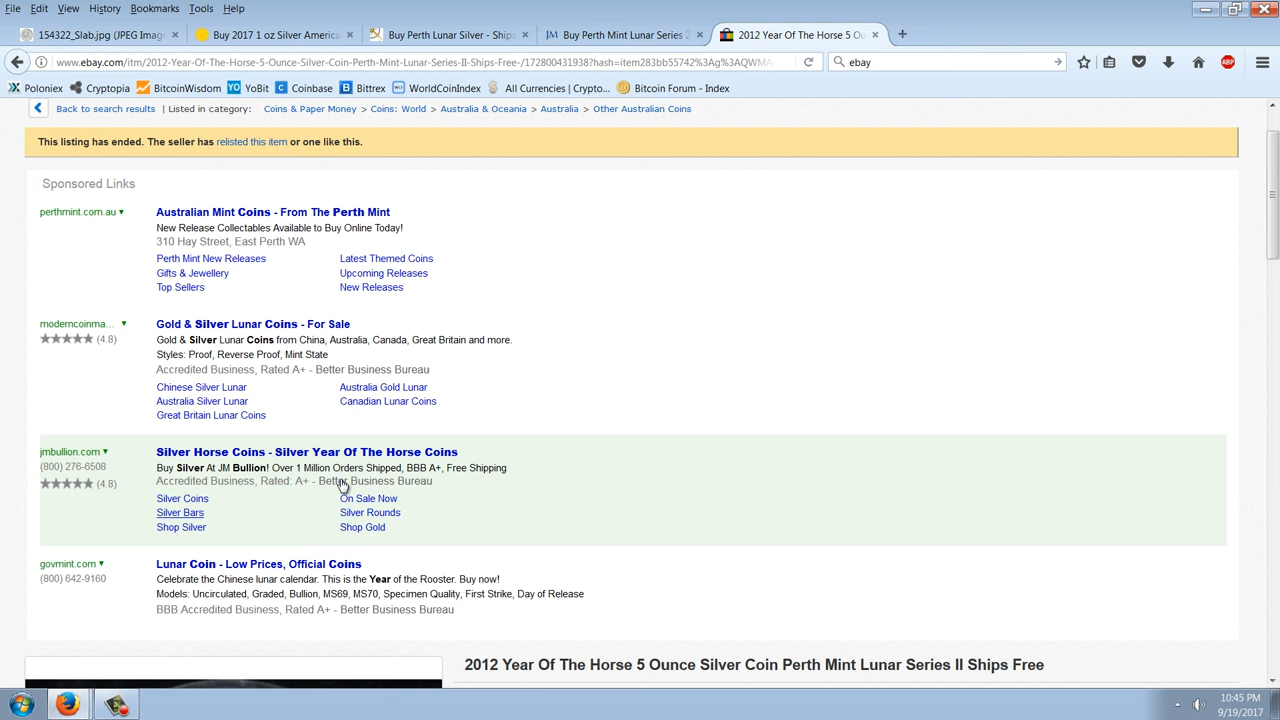 File Edit View History Bookmarks Tools Help
154322_Slab.jpg (JPEG Imag × Buy 2017 1 oz Silver America × Buy Perth Lunar Silver - Ships × JM Buy Perth Mint Lunar Series 2 × 2012 Year Of The Horse 5 O × +
www.ebay.com/itm/2012-Year-Of-The-Horse-5-Ounce-Silver-Coin-Perth-Mint-Lunar-Series-II-Ships-Free-/172800431938?hash=item283bb55742%3Ag%3AQWMA ebay ABP
Poloniex Cryptopia BitcoinWisdom YO YoBit C Coinbase Bittrex WorldCoinIndex All Currencies | Crypto... Bitcoin Forum - Index
Back to search results | Listed in category: Coins & Paper Money > Coins: World > Australia & Oceania > Australia > Other Australian Coins
This listing has ended. The seller has relisted this item or one like this.
Sponsored Links
perthmint.com.au Australian Mint Coins - From The Perth Mint
New Release Collectables Available to Buy Online Today!
310 Hay Street, East Perth WA
Perth Mint New Releases Latest Themed Coins
Gifts & Jewellery Upcoming Releases
Top Sellers New Releases
moderncoinma... Gold & Silver Lunar Coins - For Sale
(4.8) Gold & Silver Lunar Coins from China, Australia, Canada, Great Britain and more.
Styles: Proof, Reverse Proof, Mint State
Accredited Business, Rated A+ - Better Business Bureau
Chinese Silver Lunar Australia Gold Lunar
Australia Silver Lunar Canadian Lunar Coins
Great Britain Lunar Coins
jmbullion.com Silver Horse Coins - Silver Year Of The Horse Coins
(800) 276-6508 Buy Silver At JM Bullion! Over 1 Million Orders Shipped, BBB A+, Free Shipping
(4.8) Accredited Business, Rated: A+ - Better Business Bureau
Silver Coins On Sale Now
Silver Bars Silver Rounds
Shop Silver Shop Gold
govmint.com Lunar Coin - Low Prices, Official Coins
(800) 642-9160 Celebrate the Chinese lunar calendar. This is the Year of the Rooster. Buy now!
Models: Uncirculated, Graded, Bullion, MS69, MS70, Specimen Quality, First Strike, Day of Release
BBB Accredited Business, Rated A+ - Better Business Bureau
2012 Year Of The Horse 5 Ounce Silver Coin Perth Mint Lunar Series II Ships Free
10:45 PM
9/19/2017